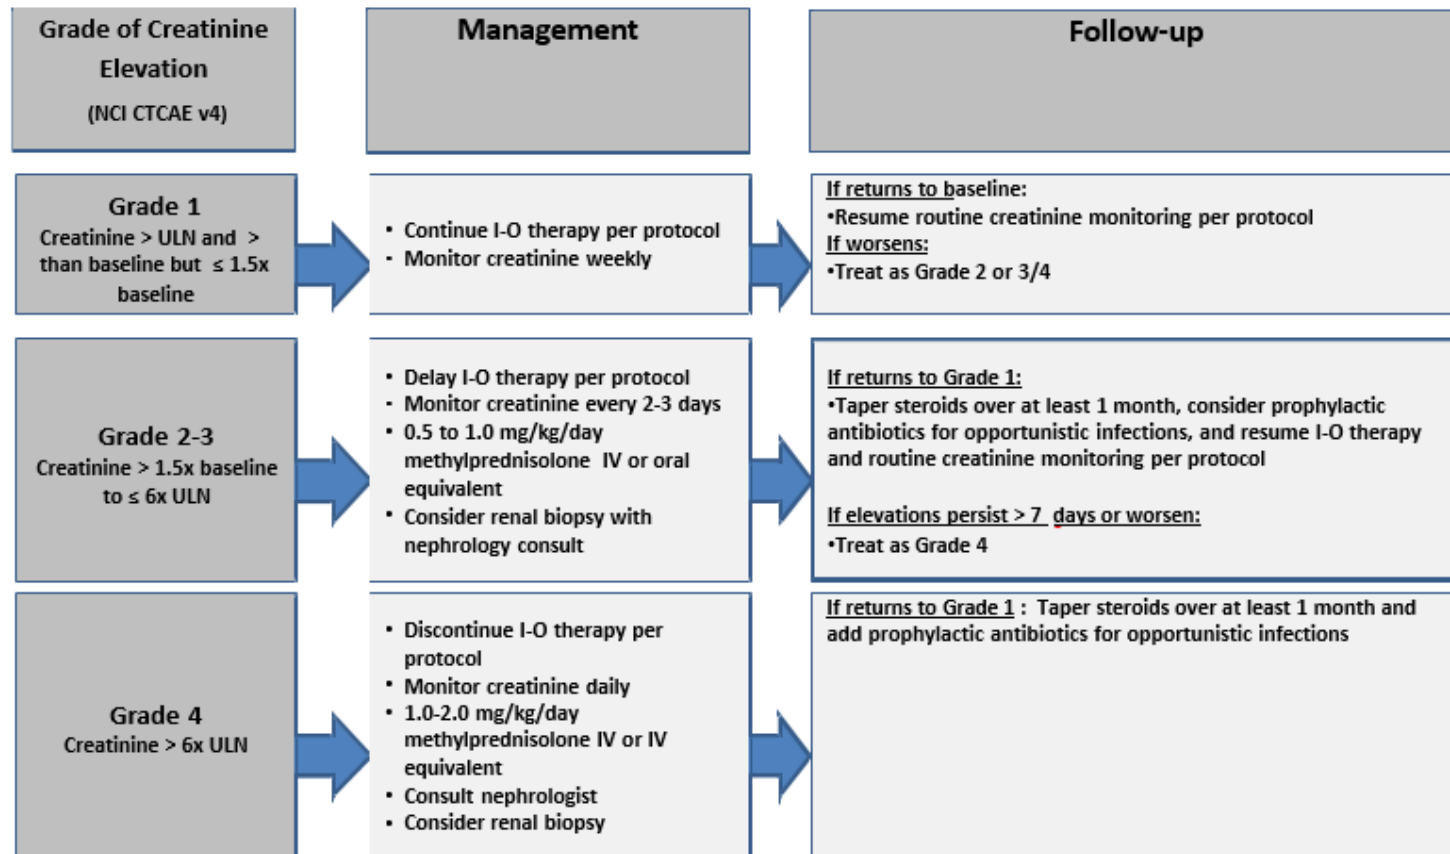 Grade of Creatinine
Elevation
(NCI CTCAE v4)
Management
Follow-up
Grade 1
Creatinine > ULN and >
than baseline but ≤ 1.5x
baseline
• Continue I-O therapy per protocol
• Monitor creatinine weekly
If returns to baseline:
•Resume routine creatinine monitoring per protocol
If worsens:
•Treat as Grade 2 or 3/4
Grade 2-3
Creatinine > 1.5x baseline
to ≤ 6x ULN
• Delay I-O therapy per protocol
• Monitor creatinine every 2-3 days
• 0.5 to 1.0 mg/kg/day
methylprednisolone IV or oral
equivalent
• Consider renal biopsy with
nephrology consult
If returns to Grade 1:
•Taper steroids over at least 1 month, consider prophylactic
antibiotics for opportunistic infections, and resume I-O therapy
and routine creatinine monitoring per protocol
If elevations persist > 7 days or worsen:
•Treat as Grade 4
Grade 4
Creatinine > 6x ULN
• Discontinue I-O therapy per
protocol
• Monitor creatinine daily
• 1.0-2.0 mg/kg/day
methylprednisolone IV or IV
equivalent
• Consult nephrologist
• Consider renal biopsy
If returns to Grade 1 : Taper steroids over at least 1 month and
add prophylactic antibiotics for opportunistic infections